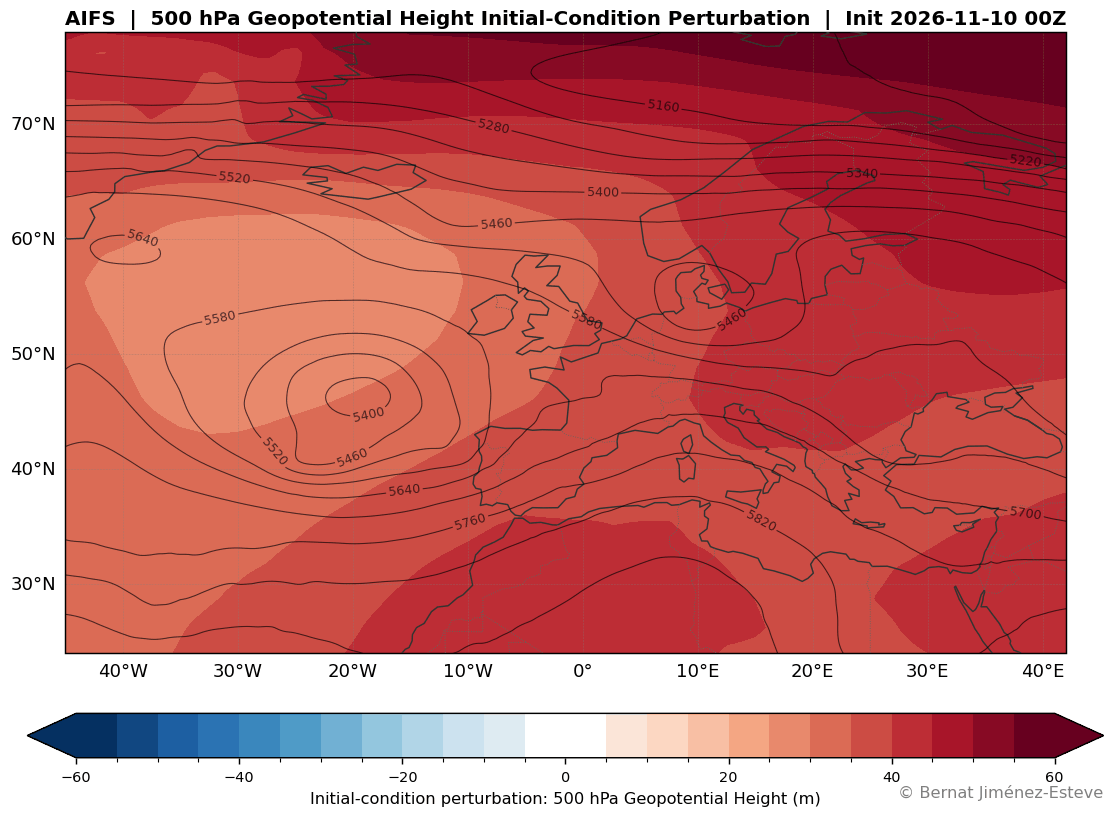 AIFS | 500 hPa Geopotential Height Initial-Condition Perturbation | Init 2026-11-10 00Z
70°N
60°N
50°N
40°N
30°N
5160
5280
5220
5340
5520
5400
5460
5640
5580
5580
5460
5400
5520
5460
5640
5760
5820
5700
40°W 30°W 20°W 10°W 0° 10°E 20°E 30°E 40°E
−60 −40 −20 0 20 40 60
Initial-condition perturbation: 500 hPa Geopotential Height (m)
© Bernat Jiménez-Esteve